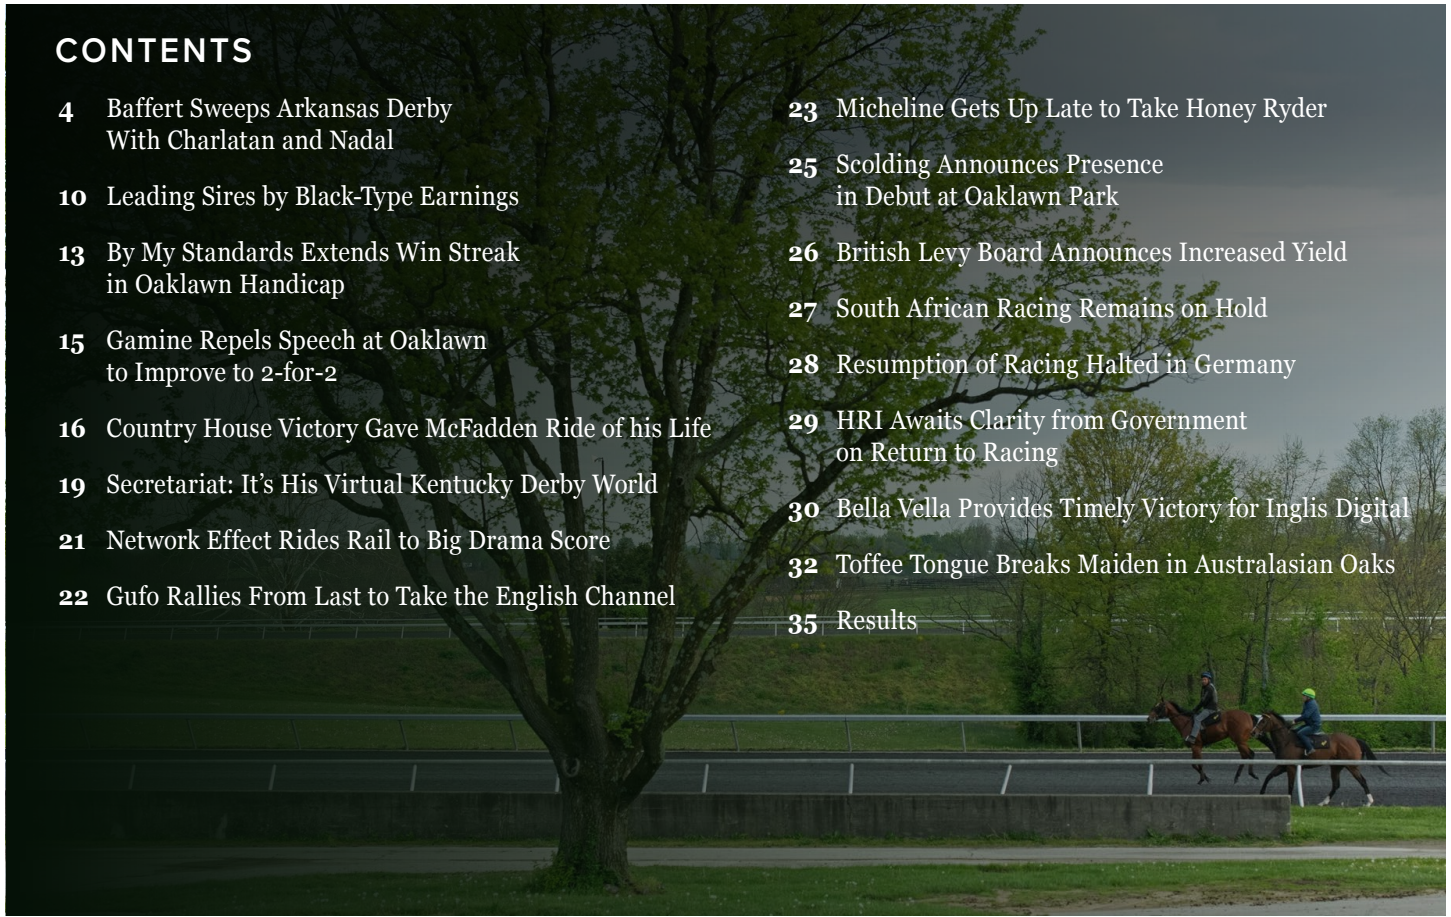 CONTENTS
4 Baffert Sweeps Arkansas Derby
With Charlatan and Nadal
10 Leading Sires by Black-Type Earnings
13 By My Standards Extends Win Streak
in Oaklawn Handicap
15 Gamine Repels Speech at Oaklawn
to Improve to 2-for-2
16 Country House Victory Gave McFadden Ride of his Life
19 Secretariat: It’s His Virtual Kentucky Derby World
21 Network Effect Rides Rail to Big Drama Score
22 Gufo Rallies From Last to Take the English Channel
23 Micheline Gets Up Late to Take Honey Ryder
25 Scolding Announces Presence
in Debut at Oaklawn Park
26 British Levy Board Announces Increased Yield
27 South African Racing Remains on Hold
28 Resumption of Racing Halted in Germany
29 HRI Awaits Clarity from Government
on Return to Racing
30 Bella Vella Provides Timely Victory for Inglis Digital
32 Toffee Tongue Breaks Maiden in Australasian Oaks
35 Results